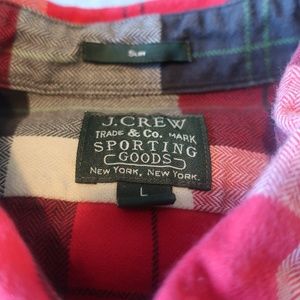 Slim
J.CREW
TRADE & Co. MARK
SPORTING
GOODS
NEW YORK, NEW YORK.
L